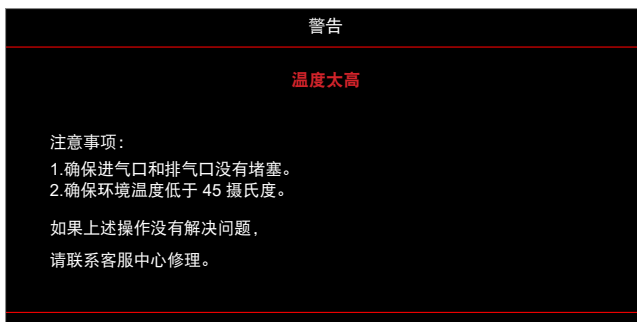 警告
温度太高
注意事项：
1.确保进气口和排气口没有堵塞。
2.确保环境温度低于 45 摄氏度。
如果上述操作没有解决问题，
请联系客服中心修理。